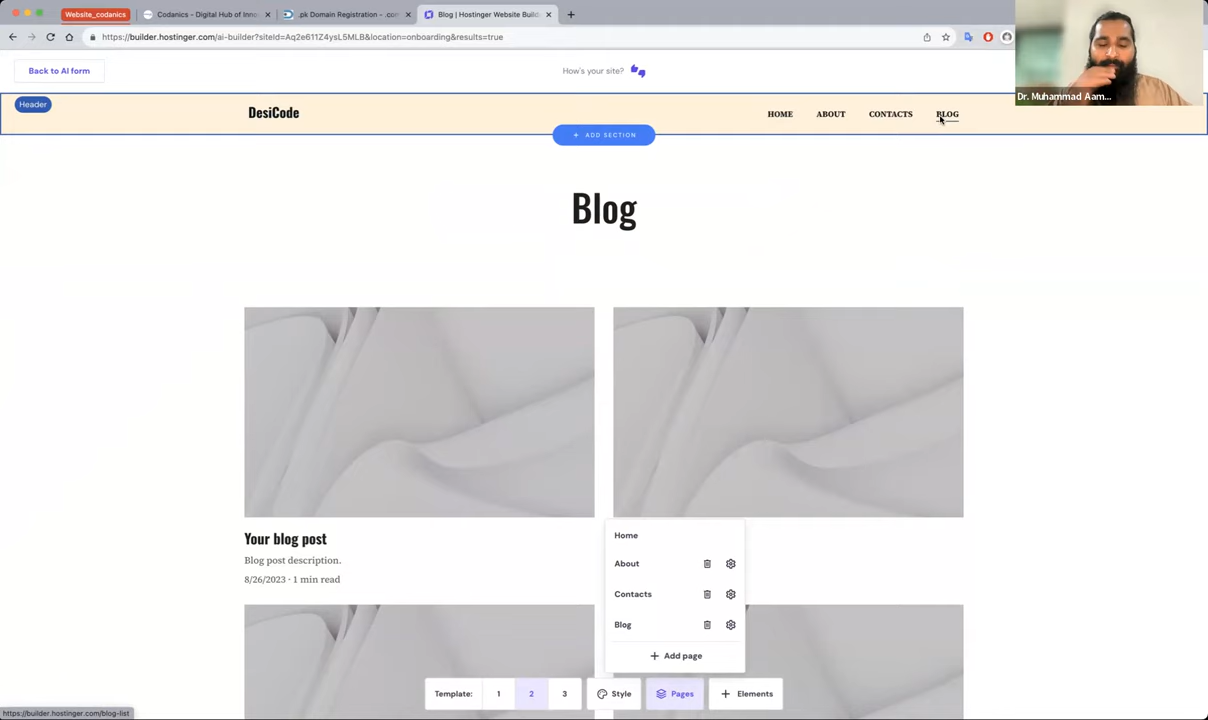 Website_codanics
Codanics - Digital Hub of Inno
.pk Domain Registration - .con
Blog | Hostinger Website Build
https://builder.hostinger.com/ai-builder?siteId=Aq2e611Z4ysL5MLB&location=onboarding&results=true
Back to AI form
How's your site?
Dr. Muhammad Aam...
Header
DesiCode
HOME
ABOUT
CONTACTS
BLOG
+ ADD SECTION
Blog
Your blog post
Blog post description.
8/26/2023 · 1 min read
Home
About
Contacts
Blog
+ Add page
Template:
1
2
3
Style
Pages
+ Elements
https://builder.hostinger.com/blog-list